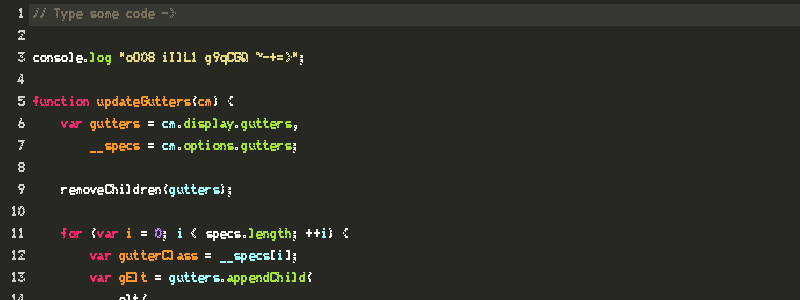 1 // Type some code ->
2
3 console.log "oO08 iIlL1 g9qCGQ ~-+=>";
4
5 function updateGutters(cm) {
6 var gutters = cm.display.gutters,
7 __specs = cm.options.gutters;
8
9 removeChildren(gutters);
10
11 for (var i = 0; i < specs.length; ++i) {
12 var gutterClass = __specs[i];
13 var gElt = gutters.appendChild(
14 elt(